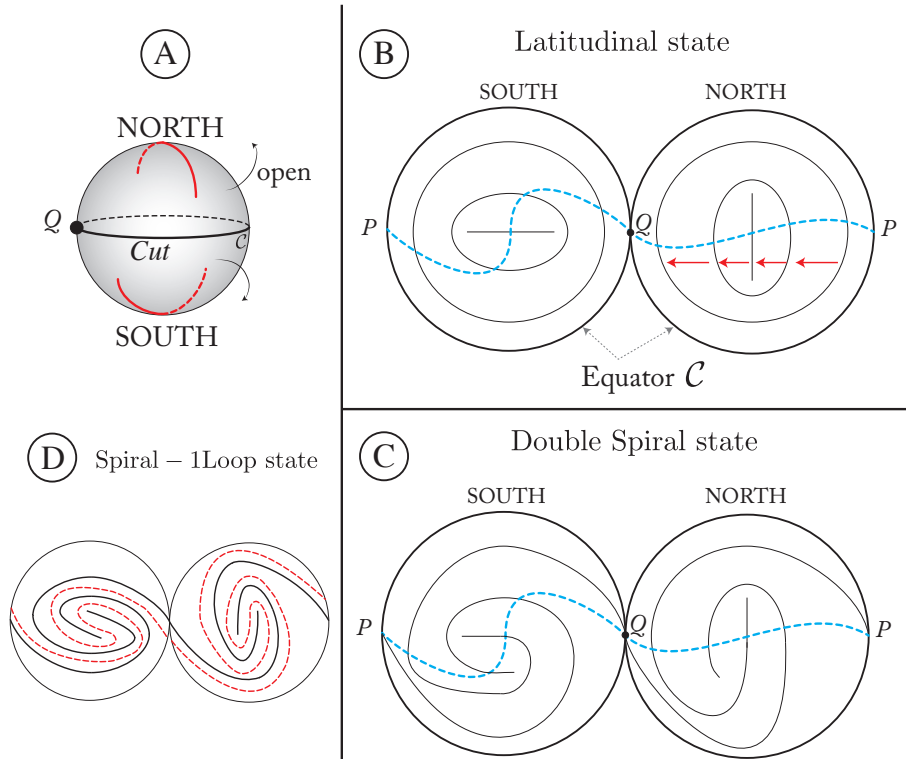 A
NORTH
open
Q
Cut
C
SOUTH
B
Latitudinal state
SOUTH
NORTH
P
Q
P
Equator C
D
Spiral – 1Loop state
C
Double Spiral state
SOUTH
NORTH
P
Q
P